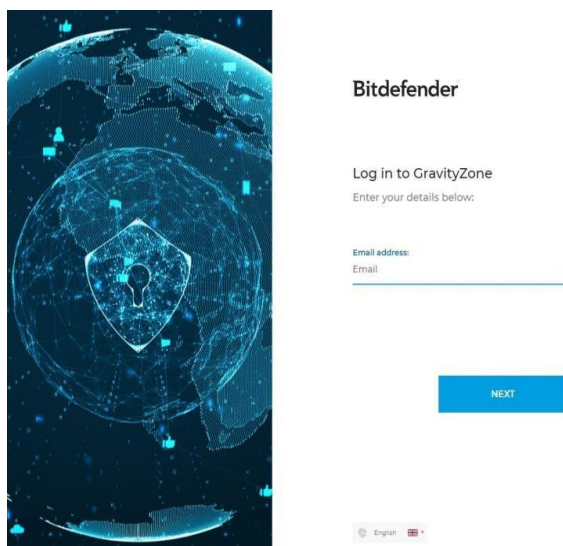 Bitdefender
Log in to GravityZone
Enter your details below:
Email address:
Email
NEXT
English